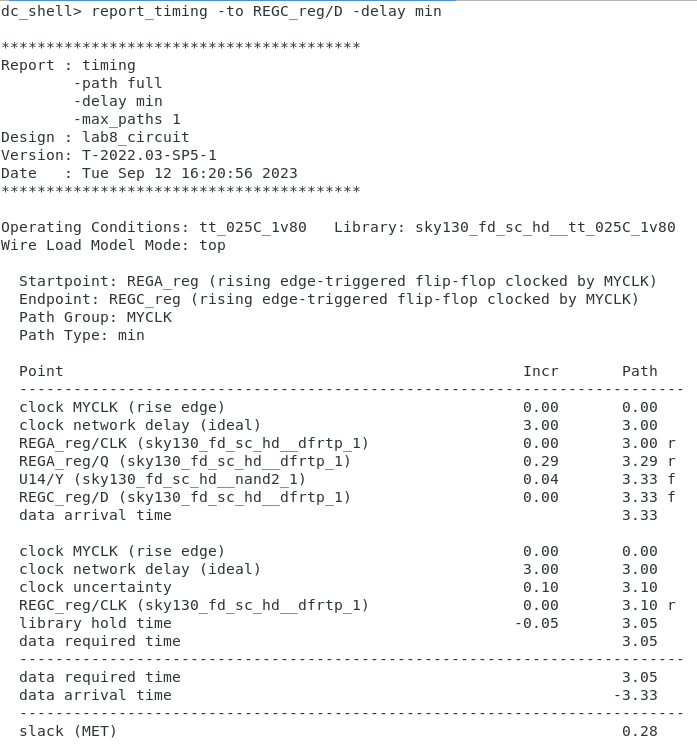 dc_shell> report_timing -to REGC_reg/D -delay min
****************************************
Report : timing
        -path full
        -delay min
        -max_paths 1
Design : lab8_circuit
Version: T-2022.03-SP5-1
Date   : Tue Sep 12 16:20:56 2023
****************************************
Operating Conditions: tt_025C_1v80   Library: sky130_fd_sc_hd__tt_025C_1v80
Wire Load Model Mode: top
  Startpoint: REGA_reg (rising edge-triggered flip-flop clocked by MYCLK)
  Endpoint: REGC_reg (rising edge-triggered flip-flop clocked by MYCLK)
  Path Group: MYCLK
  Path Type: min
  Point                                                   Incr       Path
  --------------------------------------------------------------------------
  clock MYCLK (rise edge)                                 0.00       0.00
  clock network delay (ideal)                             3.00       3.00
  REGA_reg/CLK (sky130_fd_sc_hd__dfrtp_1)                 0.00       3.00 r
  REGA_reg/Q (sky130_fd_sc_hd__dfrtp_1)                   0.29       3.29 r
  U14/Y (sky130_fd_sc_hd__nand2_1)                        0.04       3.33 f
  REGC_reg/D (sky130_fd_sc_hd__dfrtp_1)                   0.00       3.33 f
  data arrival time                                                  3.33
  clock MYCLK (rise edge)                                 0.00       0.00
  clock network delay (ideal)                             3.00       3.00
  clock uncertainty                                       0.10       3.10
  REGC_reg/CLK (sky130_fd_sc_hd__dfrtp_1)                 0.00       3.10 r
  library hold time                                      -0.05       3.05
  data required time                                                 3.05
  --------------------------------------------------------------------------
  data required time                                                 3.05
  data arrival time                                                 -3.33
  --------------------------------------------------------------------------
  slack (MET)                                                        0.28